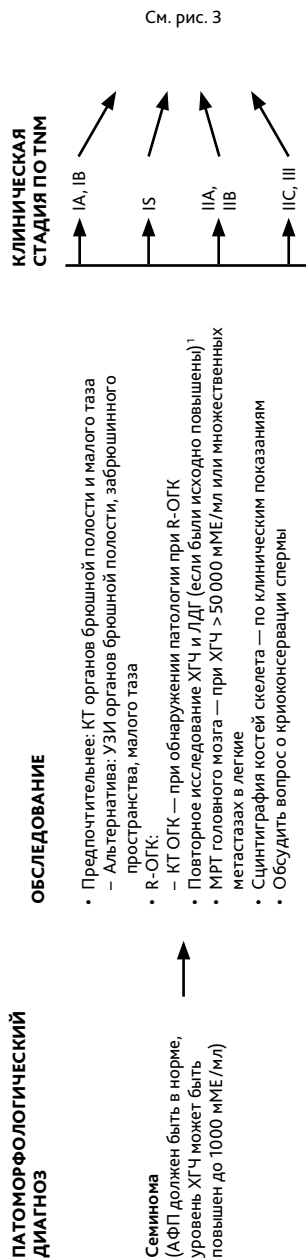 ПАТОМОРФОЛОГИЧЕСКИЙ
ДИАГНОЗ
Семинома
(АФП должен быть в норме,
уровень ХГЧ может быть
повышен до 1000 мМЕ/мл)
ОБСЛЕДОВАНИЕ
• Предпочтительнее: КТ органов брюшной полости и малого таза
– Альтернатива: УЗИ органов брюшной полости, забрюшинного
пространства, малого таза
• R-ОГК:
– КТ ОГК — при обнаружении патологии при R-ОГК
• Повторное исследование ХГЧ и ЛДГ (если были исходно повышены) ¹
• МРТ головного мозга — при ХГЧ > 50 000 мМЕ/мл или множественных
метастазах в легкие
• Сцинтиграфия костей скелета — по клиническим показаниям
• Обсудить вопрос о криоконсервации спермы
КЛИНИЧЕСКАЯ
СТАДИЯ ПО TNM
IA, IB
IS
IIA,
IIB
IIC, III
См. рис. 3